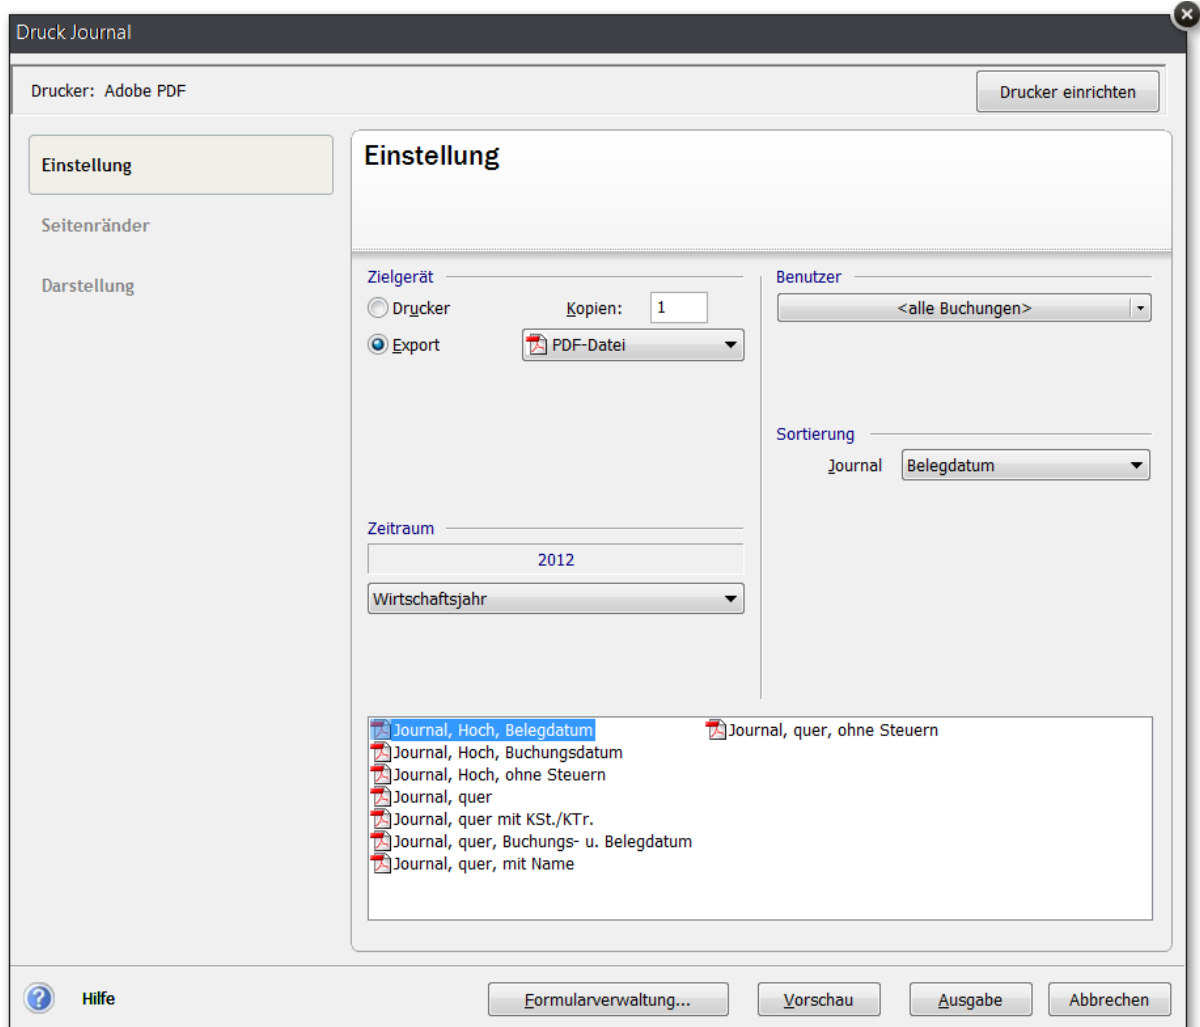 Druck Journal
Drucker: Adobe PDF
Drucker einrichten
Einstellung
Seitenränder
Darstellung
Einstellung
Zielgerät
Drucker
Kopien:
1
Export
PDF-Datei
Benutzer
<alle Buchungen>
Sortierung
Journal
Belegdatum
Zeitraum
2012
Wirtschaftsjahr
Journal, Hoch, Belegdatum
Journal, Hoch, Buchungsdatum
Journal, Hoch, ohne Steuern
Journal, quer
Journal, quer mit KSt./KTr.
Journal, quer, Buchungs- u. Belegdatum
Journal, quer, mit Name
Journal, quer, ohne Steuern
Hilfe
Formularverwaltung...
Vorschau
Ausgabe
Abbrechen